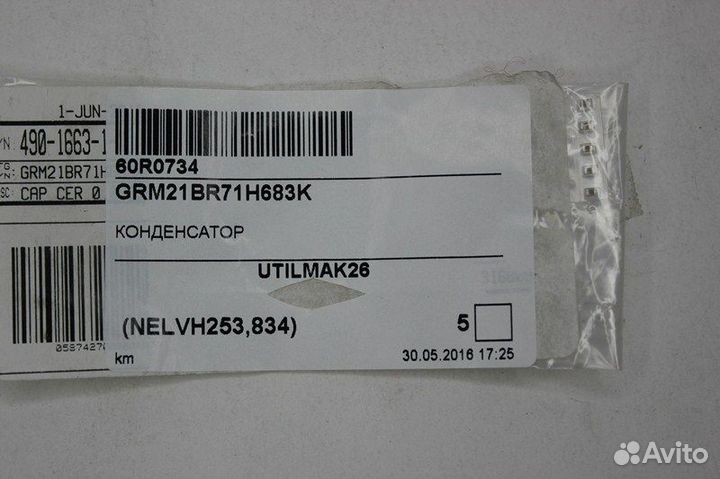 1-JUN-
490-1663-1
GRM21BR71H
CAP CER 0
60R0734
GRM21BR71H683K
КОНДЕНСАТОР
UTILMAK26
(NELVH253,834)
5
km
30.05.2016 17:25
Avito